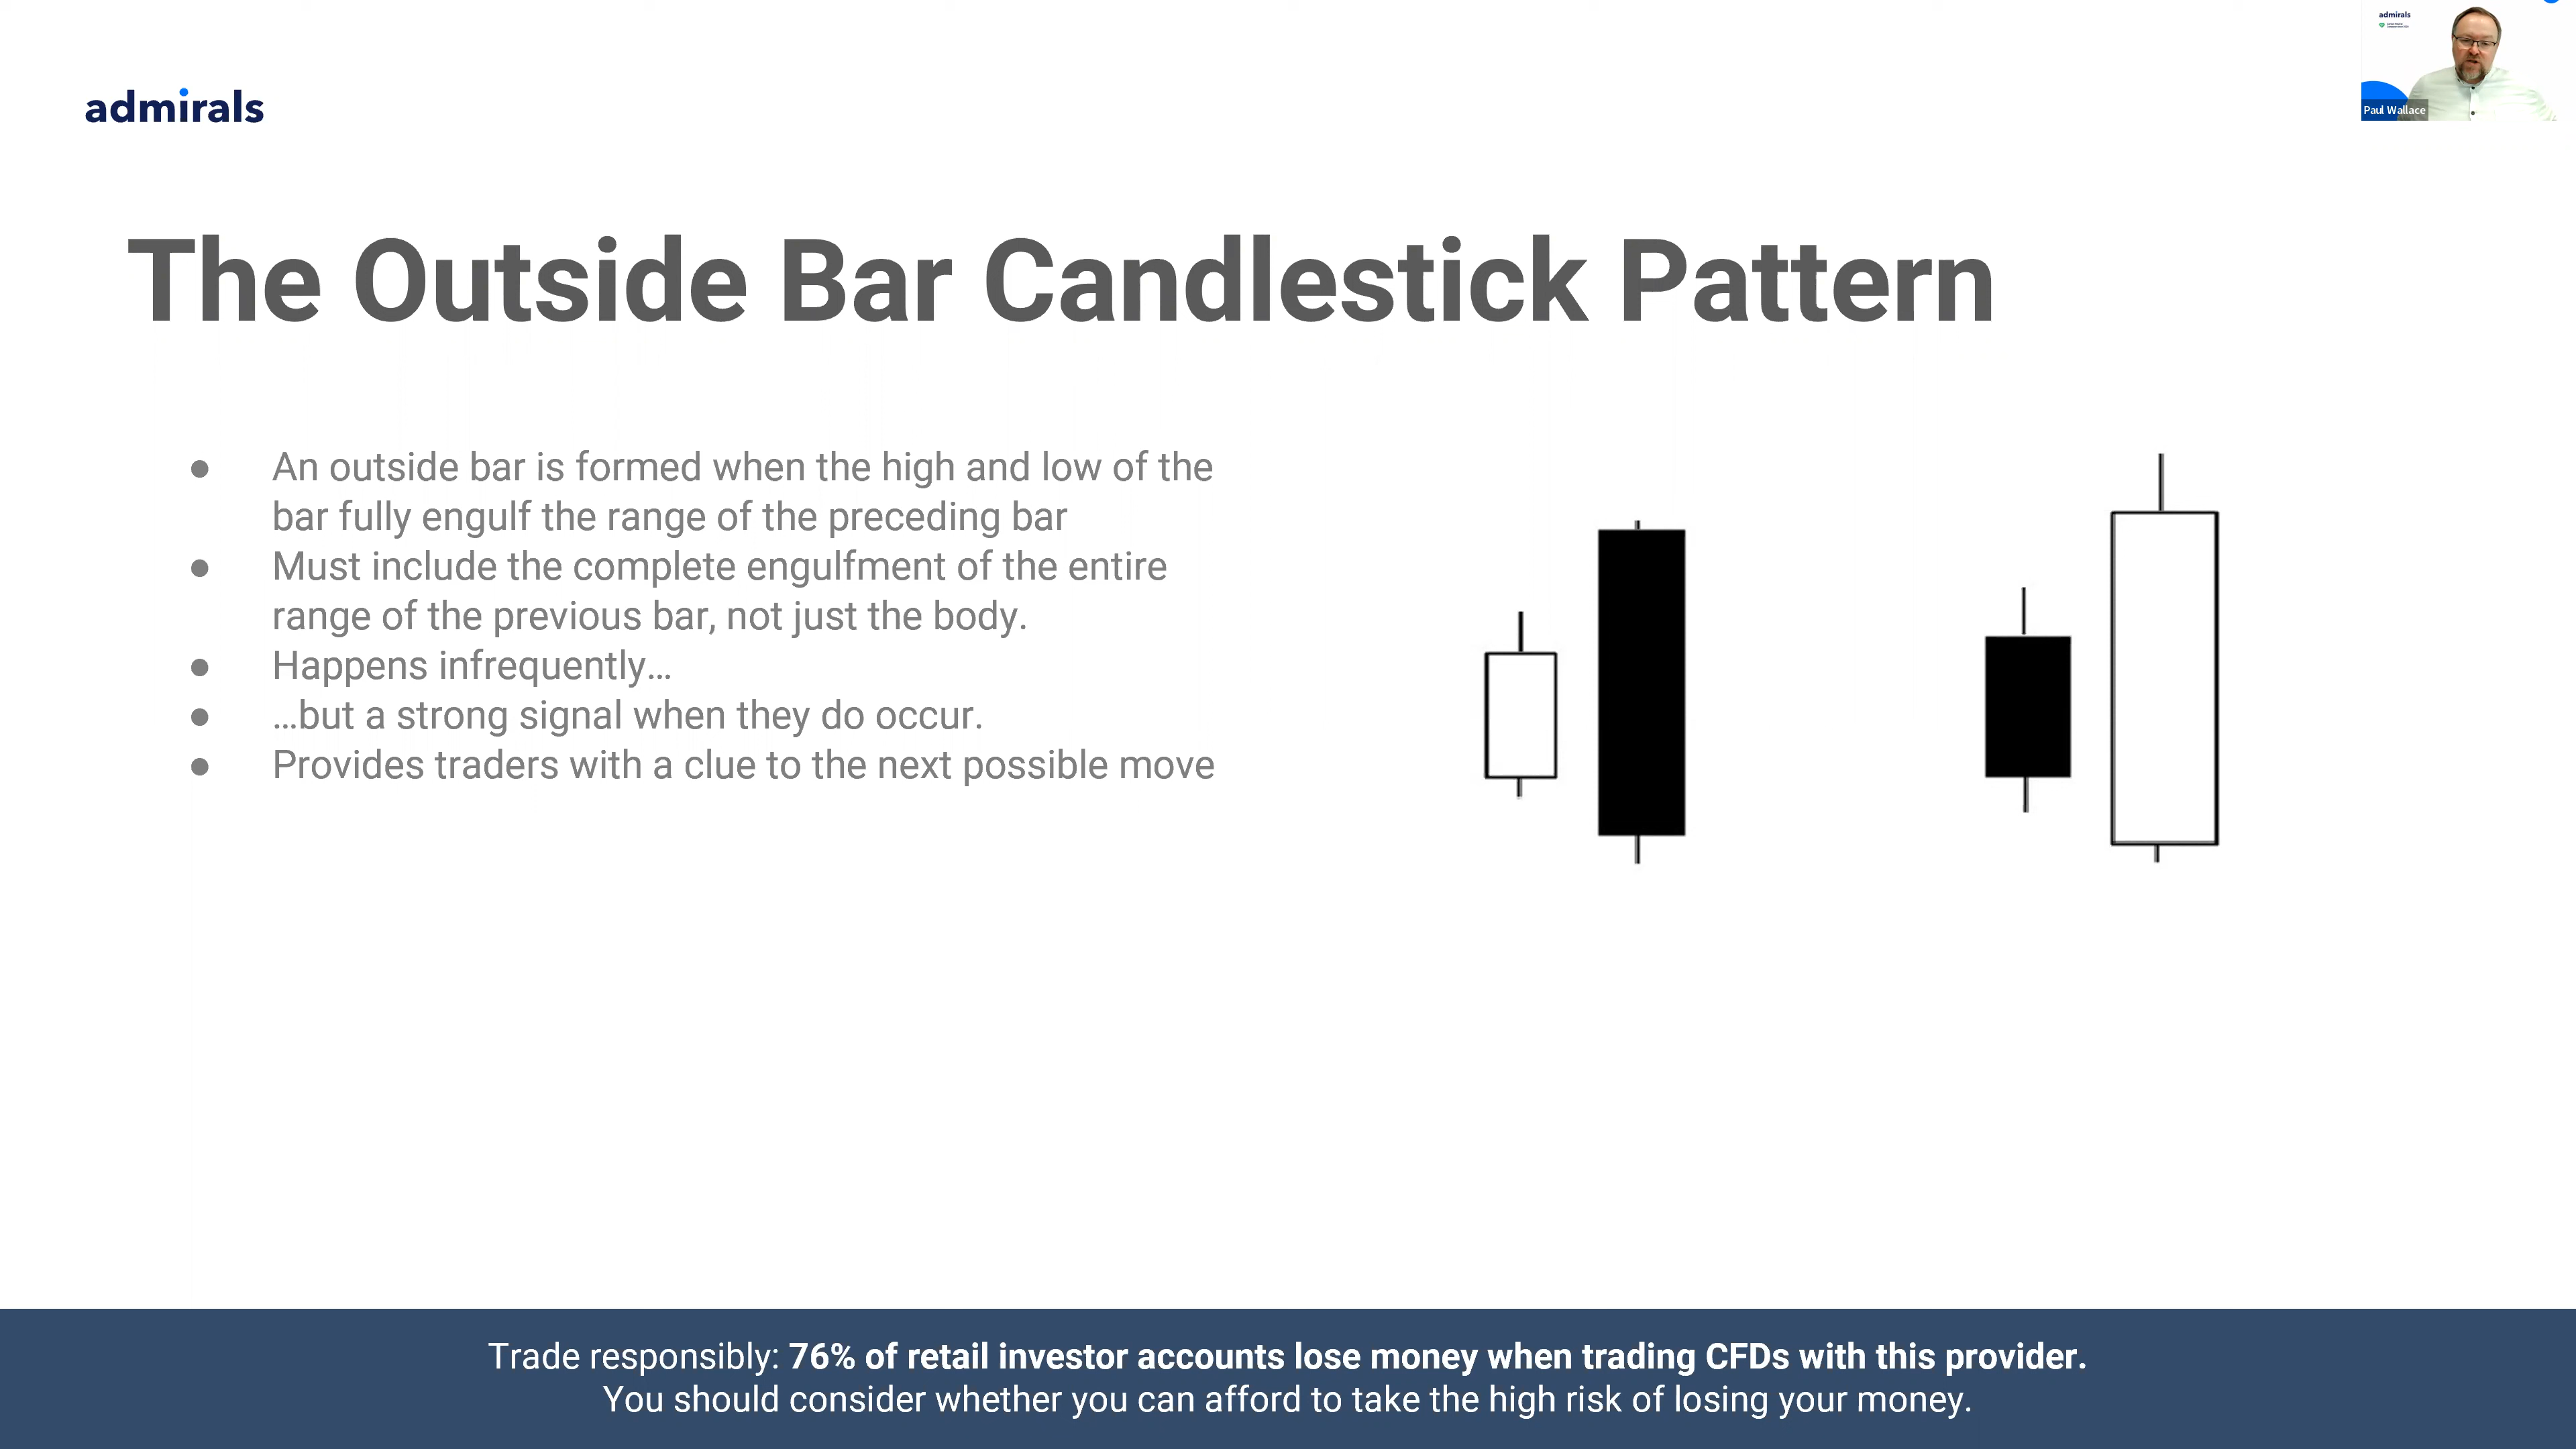 admirals
Paul Wallace
admirals
The Outside Bar Candlestick Pattern
● An outside bar is formed when the high and low of the
bar fully engulf the range of the preceding bar
● Must include the complete engulfment of the entire
range of the previous bar, not just the body.
● Happens infrequently…
● …but a strong signal when they do occur.
● Provides traders with a clue to the next possible move
Trade responsibly: 76% of retail investor accounts lose money when trading CFDs with this provider.
You should consider whether you can afford to take the high risk of losing your money.